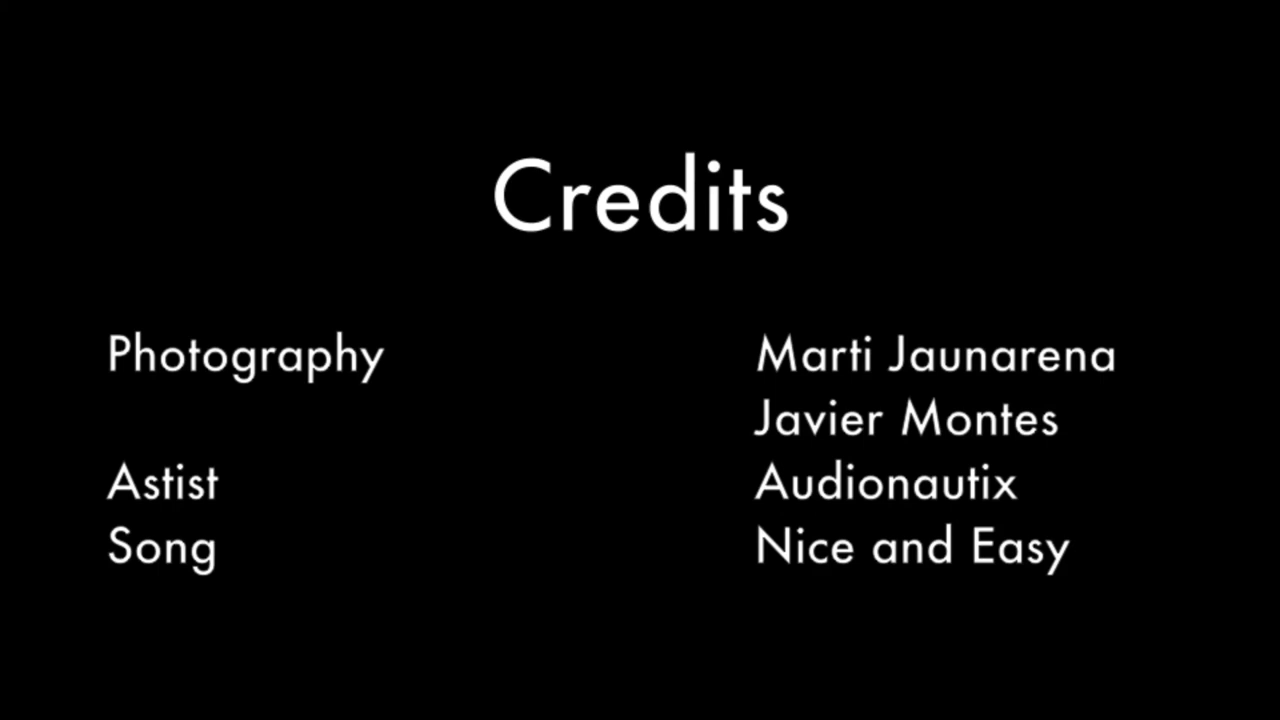 Credits
Photography Marti Jaunarena
Javier Montes
Astist Audionautix
Song Nice and Easy